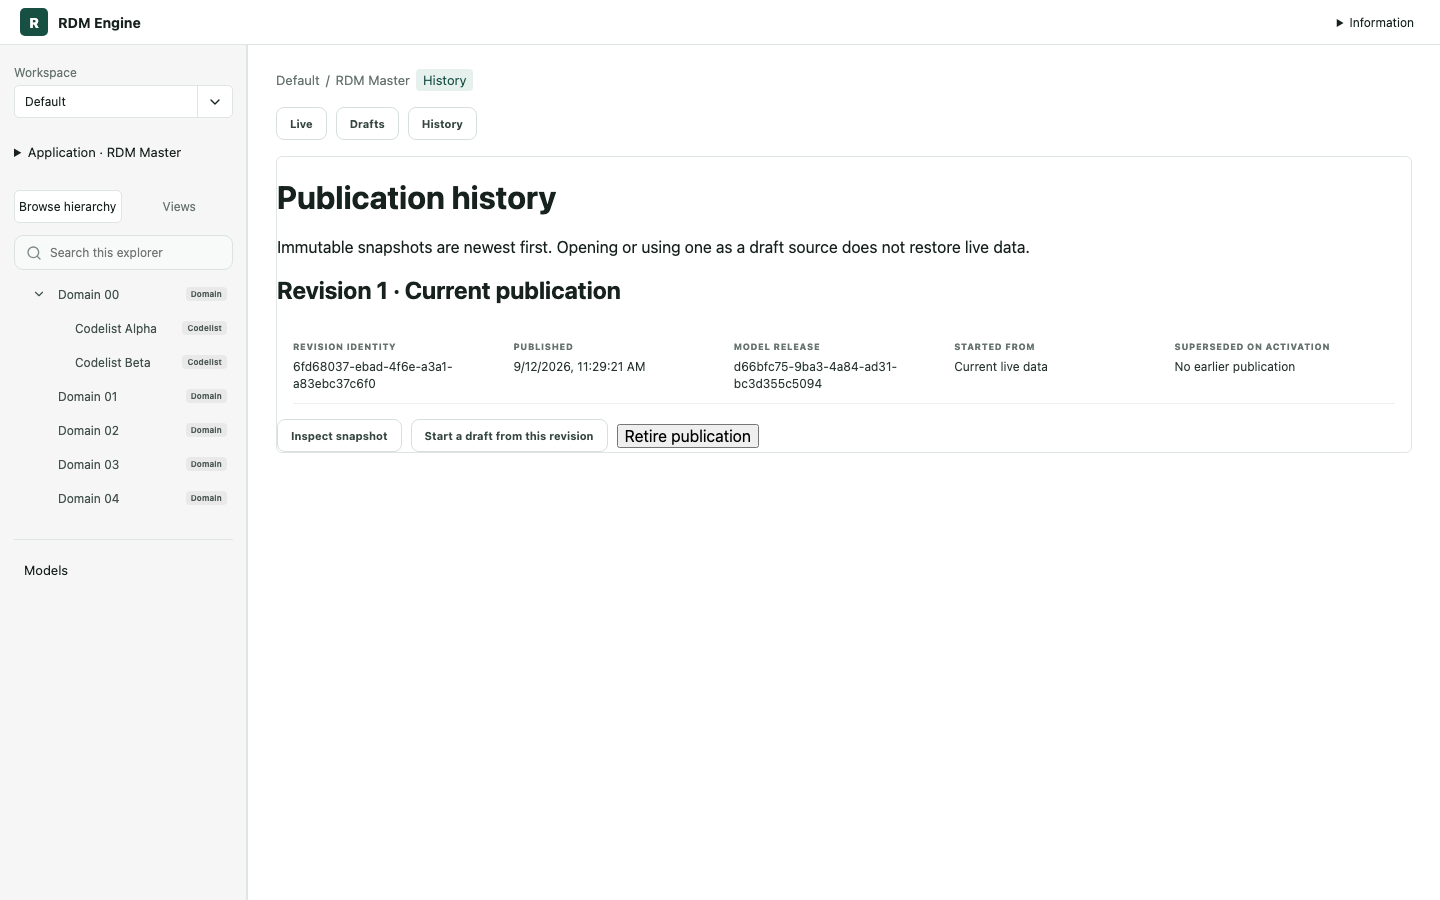 R RDM Engine
Information
Workspace
Default
Application · RDM Master
Browse hierarchy Views
Search this explorer
Domain 00 Domain
Codelist Alpha Codelist
Codelist Beta Codelist
Domain 01 Domain
Domain 02 Domain
Domain 03 Domain
Domain 04 Domain
Models
Default / RDM Master History
Live Drafts History
Publication history
Immutable snapshots are newest first. Opening or using one as a draft source does not restore live data.
Revision 1 · Current publication
REVISION IDENTITY
6fd68037-ebad-4f6e-a3a1-
a83ebc37c6f0
PUBLISHED
9/12/2026, 11:29:21 AM
MODEL RELEASE
d66bfc75-9ba3-4a84-ad31-
bc3d355c5094
STARTED FROM
Current live data
SUPERSEDED ON ACTIVATION
No earlier publication
Inspect snapshot Start a draft from this revision Retire publication